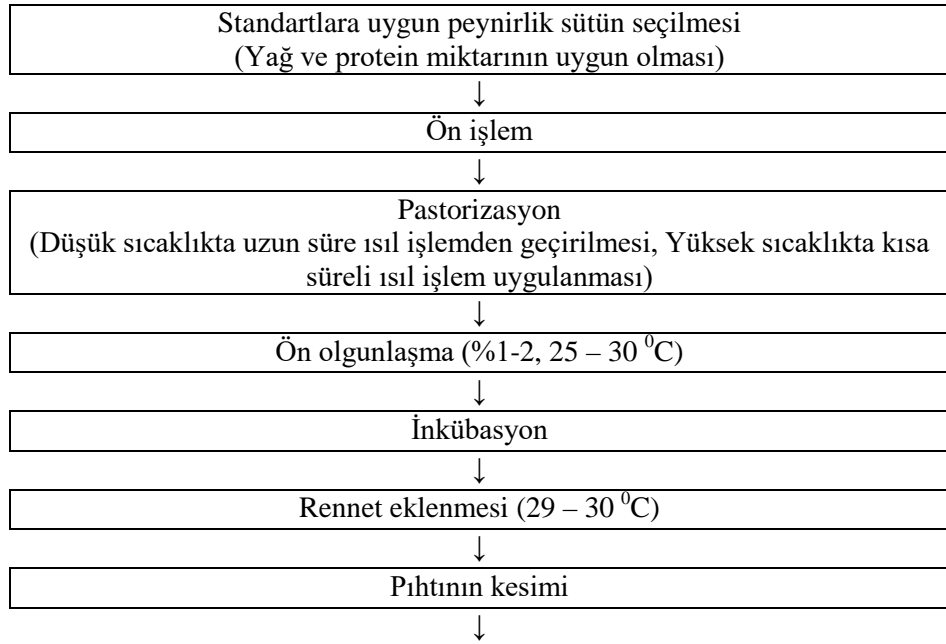 Standartlara uygun peynirlik sütün seçilmesi
(Yağ ve protein miktarının uygun olması)
↓
Ön işlem
↓
Pastorizasyon
(Düşük sıcaklıkta uzun süre ısıl işlemden geçirilmesi, Yüksek sıcaklıkta kısa
süreli ısıl işlem uygulanması)
↓
Ön olgunlaşma (%1-2, 25 – 30 ⁰C)
↓
İnkübasyon
↓
Rennet eklenmesi (29 – 30 ⁰C)
↓
Pıhtının kesimi
↓